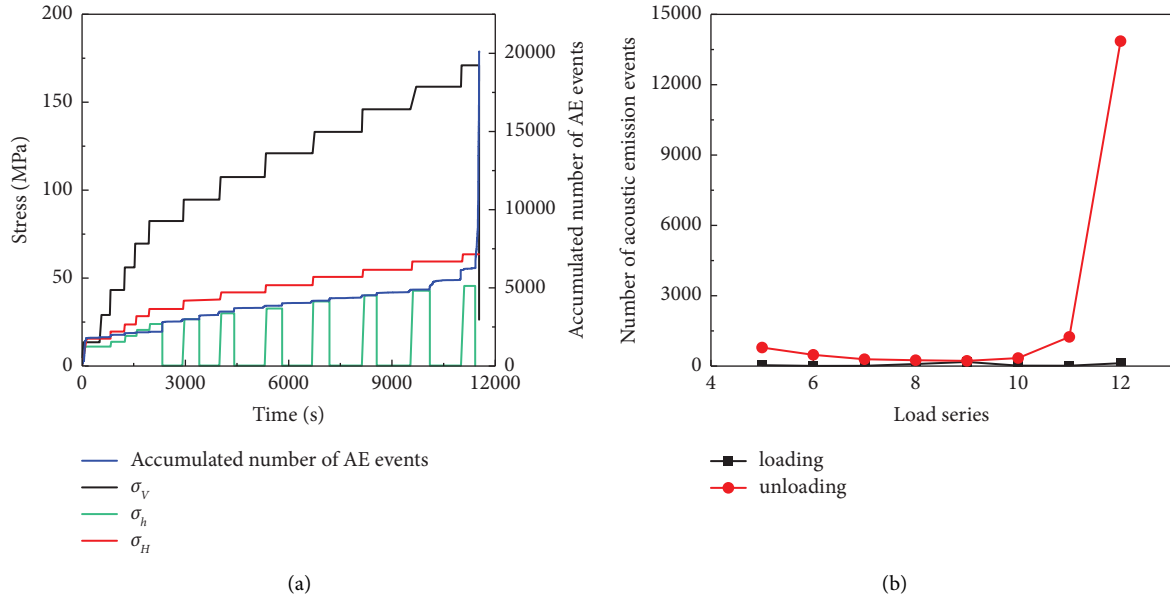 200
150
100
50
0
Stress (MPa)
20000
15000
10000
5000
0
Accumulated number of AE events
0
3000
6000
9000
12000
Time (s)
Accumulated number of AE events
σV
σh
σH
(a)
15000
12000
9000
6000
3000
0
Number of acoustic emission events
4
6
8
10
12
Load series
loading
unloading
(b)